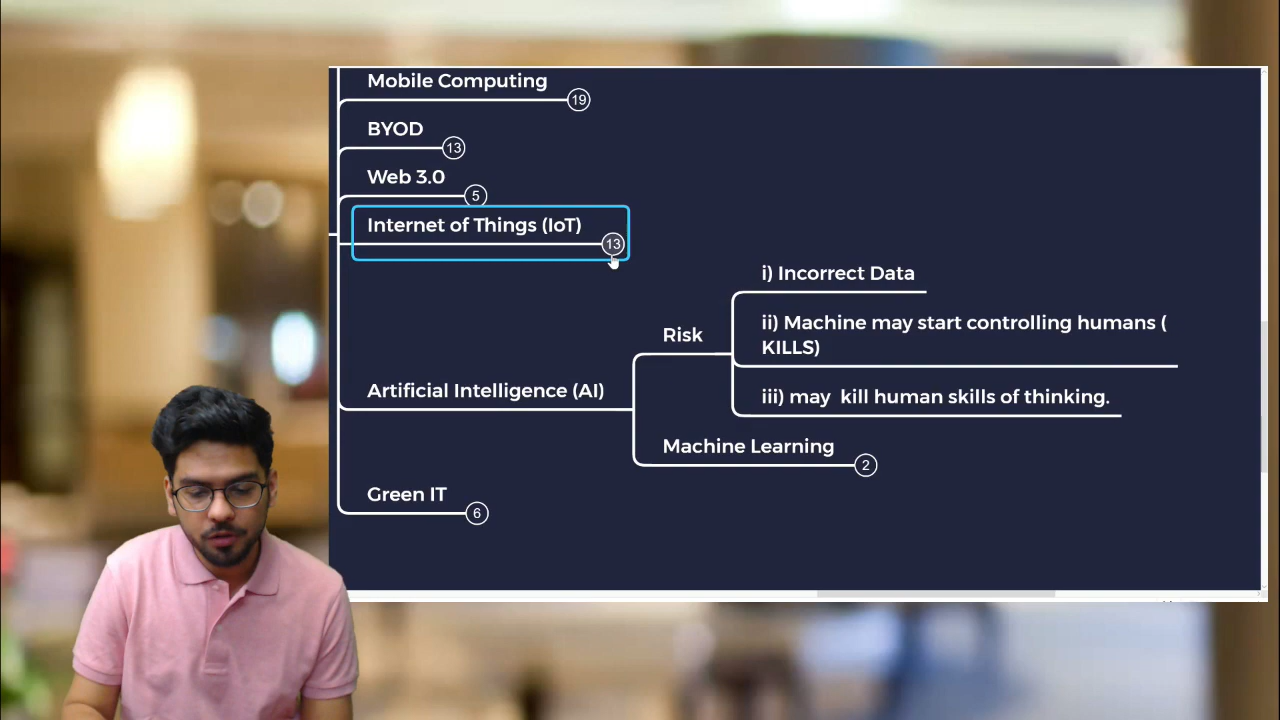 Mobile Computing
19
BYOD
13
Web 3.0
5
Internet of Things (IoT)
13
i) Incorrect Data
Risk
ii) Machine may start controlling humans (
KILLS)
Artificial Intelligence (AI)
iii) may  kill human skills of thinking.
Machine Learning
2
Green IT
6